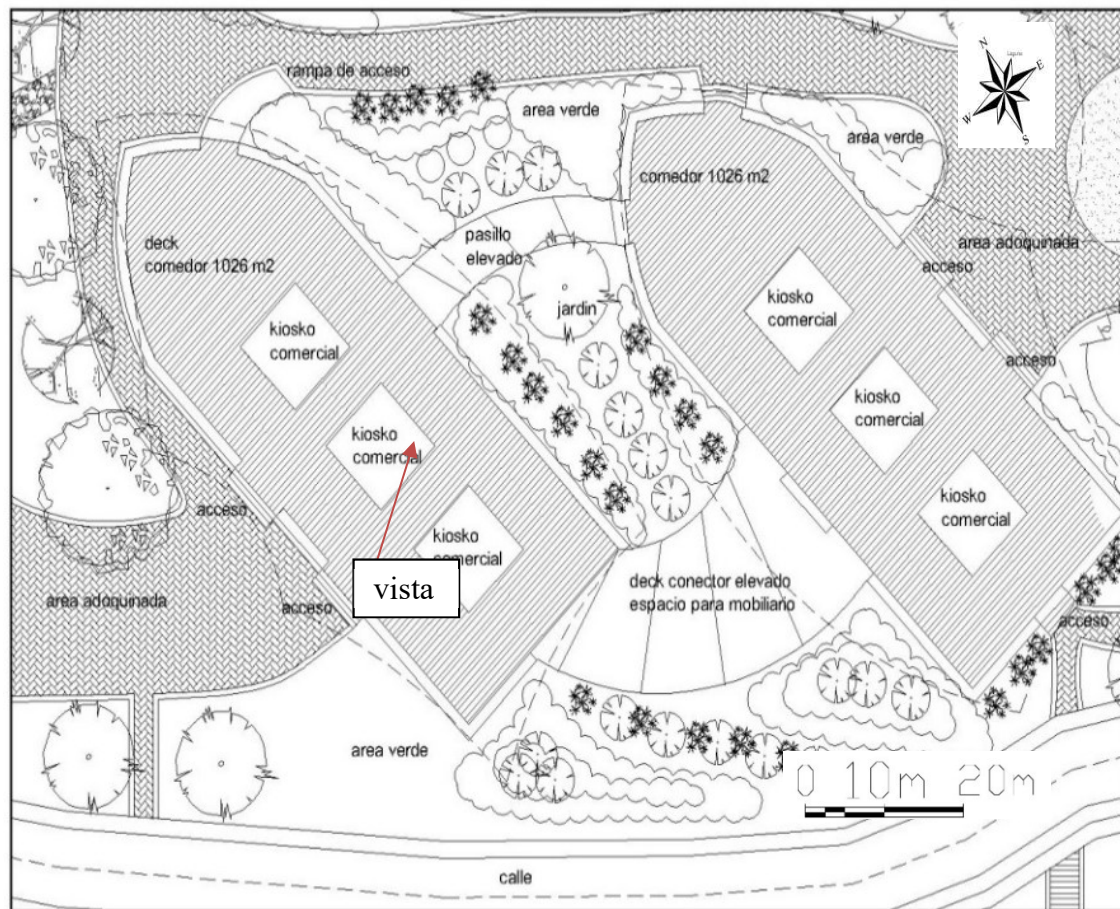 rampa de acceso
area verde
area verde
N
Laguna
E
W
S
comedor 1026 m2
deck
comedor 1026 m2
pasillo
elevado
area adoquinada
acceso
jardin
kiosko
comercial
kiosko
comercial
acceso
kiosko
comercial
kiosko
comercial
kiosko
comercial
kiosko
comercial
acceso
vista
deck conector elevado
espacio para mobiliario
area adoquinada
acceso
acceso
area verde
0 10m 20m
calle